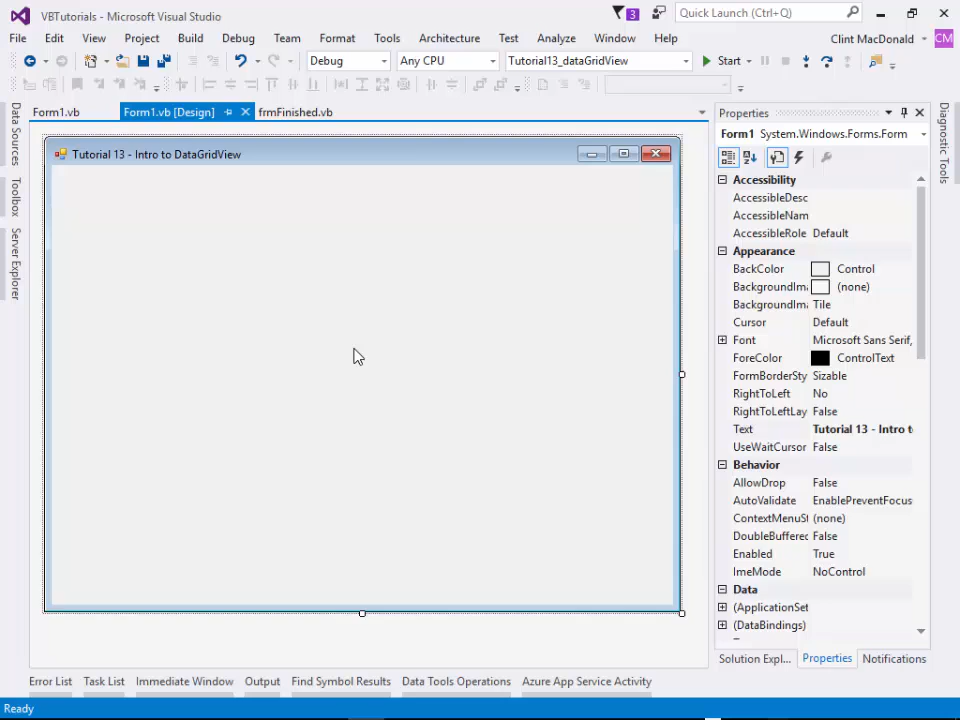 VBTutorials - Microsoft Visual Studio
3
Quick Launch (Ctrl+Q)
File Edit View Project Build Debug Team Format Tools Architecture Test Analyze Window Help
Clint MacDonald CM
Debug Any CPU Tutorial13_dataGridView Start
Form1.vb Form1.vb [Design] frmFinished.vb
Data Sources
Toolbox
Server Explorer
Tutorial 13 - Intro to DataGridView
Properties
Form1 System.Windows.Forms.Form
Accessibility
AccessibleDesc
AccessibleNam
AccessibleRole Default
Appearance
BackColor Control
BackgroundIma (none)
BackgroundIma Tile
Cursor Default
Font Microsoft Sans Serif,
ForeColor ControlText
FormBorderSty Sizable
RightToLeft No
RightToLeftLay False
Text Tutorial 13 - Intro t
UseWaitCursor False
Behavior
AllowDrop False
AutoValidate EnablePreventFocus
ContextMenuSt (none)
DoubleBuffered False
Enabled True
ImeMode NoControl
Data
(ApplicationSet
(DataBindings)
Solution Expl... Properties Notifications
Diagnostic Tools
Error List Task List Immediate Window Output Find Symbol Results Data Tools Operations Azure App Service Activity
Ready